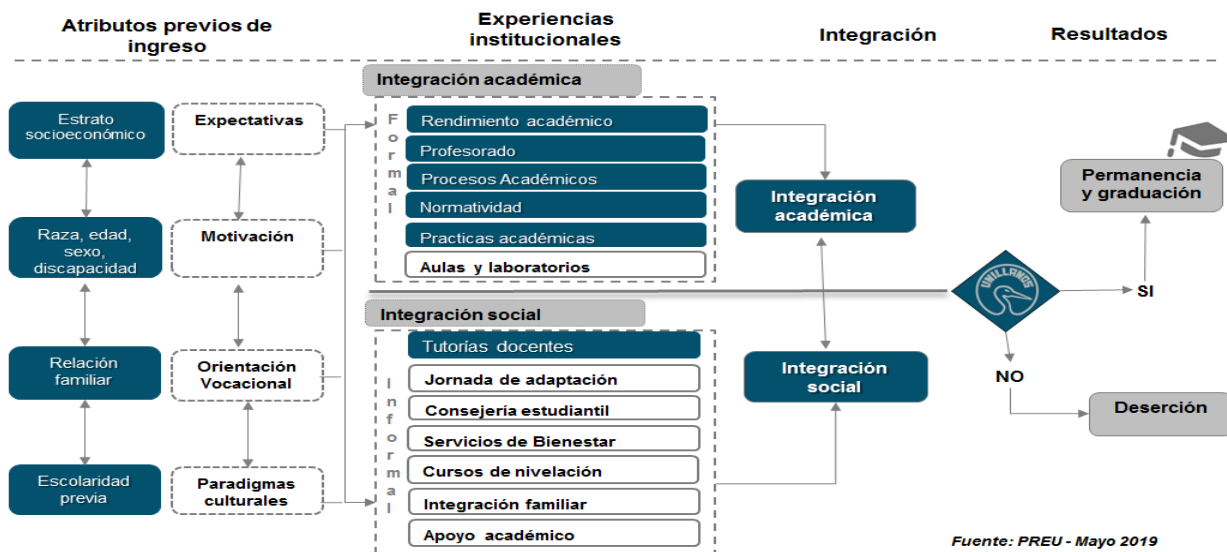 Atributos previos de
ingreso
Experiencias
institucionales
Integración
Resultados
Estrato
socioeconómico
Raza, edad,
sexo,
discapacidad
Relación
familiar
Escolaridad
previa
Expectativas
Motivación
Orientación
Vocacional
Paradigmas
culturales
Integración académica
Formal
Rendimiento académico
Profesorado
Procesos Académicos
Normatividad
Practicas académicas
Aulas y laboratorios
Integración social
Informal
Tutorías docentes
Jornada de adaptación
Consejería estudiantil
Servicios de Bienestar
Cursos de nivelación
Integración familiar
Apoyo académico
Integración
académica
Integración
social
UNILLANOS
SI
NO
Permanencia
y graduación
Deserción
Fuente: PREU - Mayo 2019